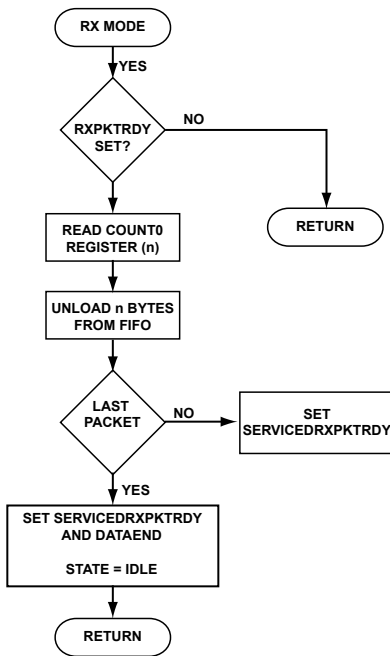 RX MODE
YES
RXPKTRDY
SET?
NO
RETURN
READ COUNT0
REGISTER (n)
UNLOAD n BYTES
FROM FIFO
LAST
PACKET
NO
SET
SERVICEDRXPKTRDY
YES
SET SERVICEDRXPKTRDY
AND DATAEND
STATE = IDLE
RETURN